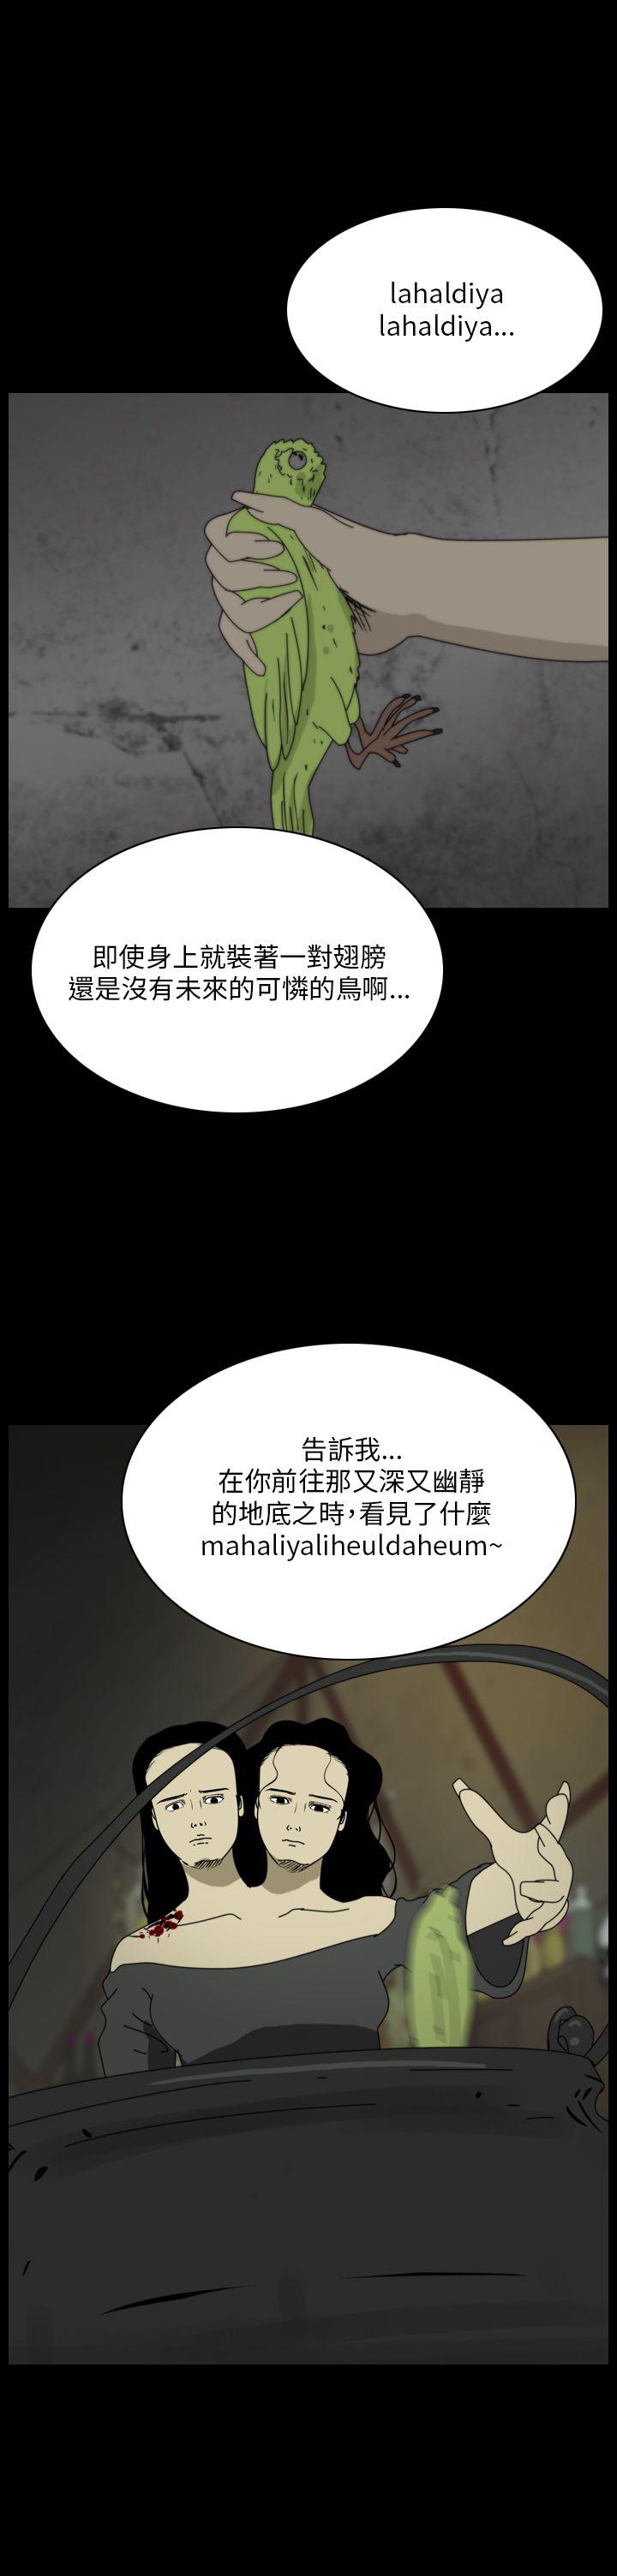 lahaldiya
lahaldiya...
即使身上就裝著一對翅膀
還是沒有未來的可憐的鳥啊...
告訴我...
在你前往那又深又幽靜
的地底之時，看見了什麼
mahaliyaliheuldaheum~